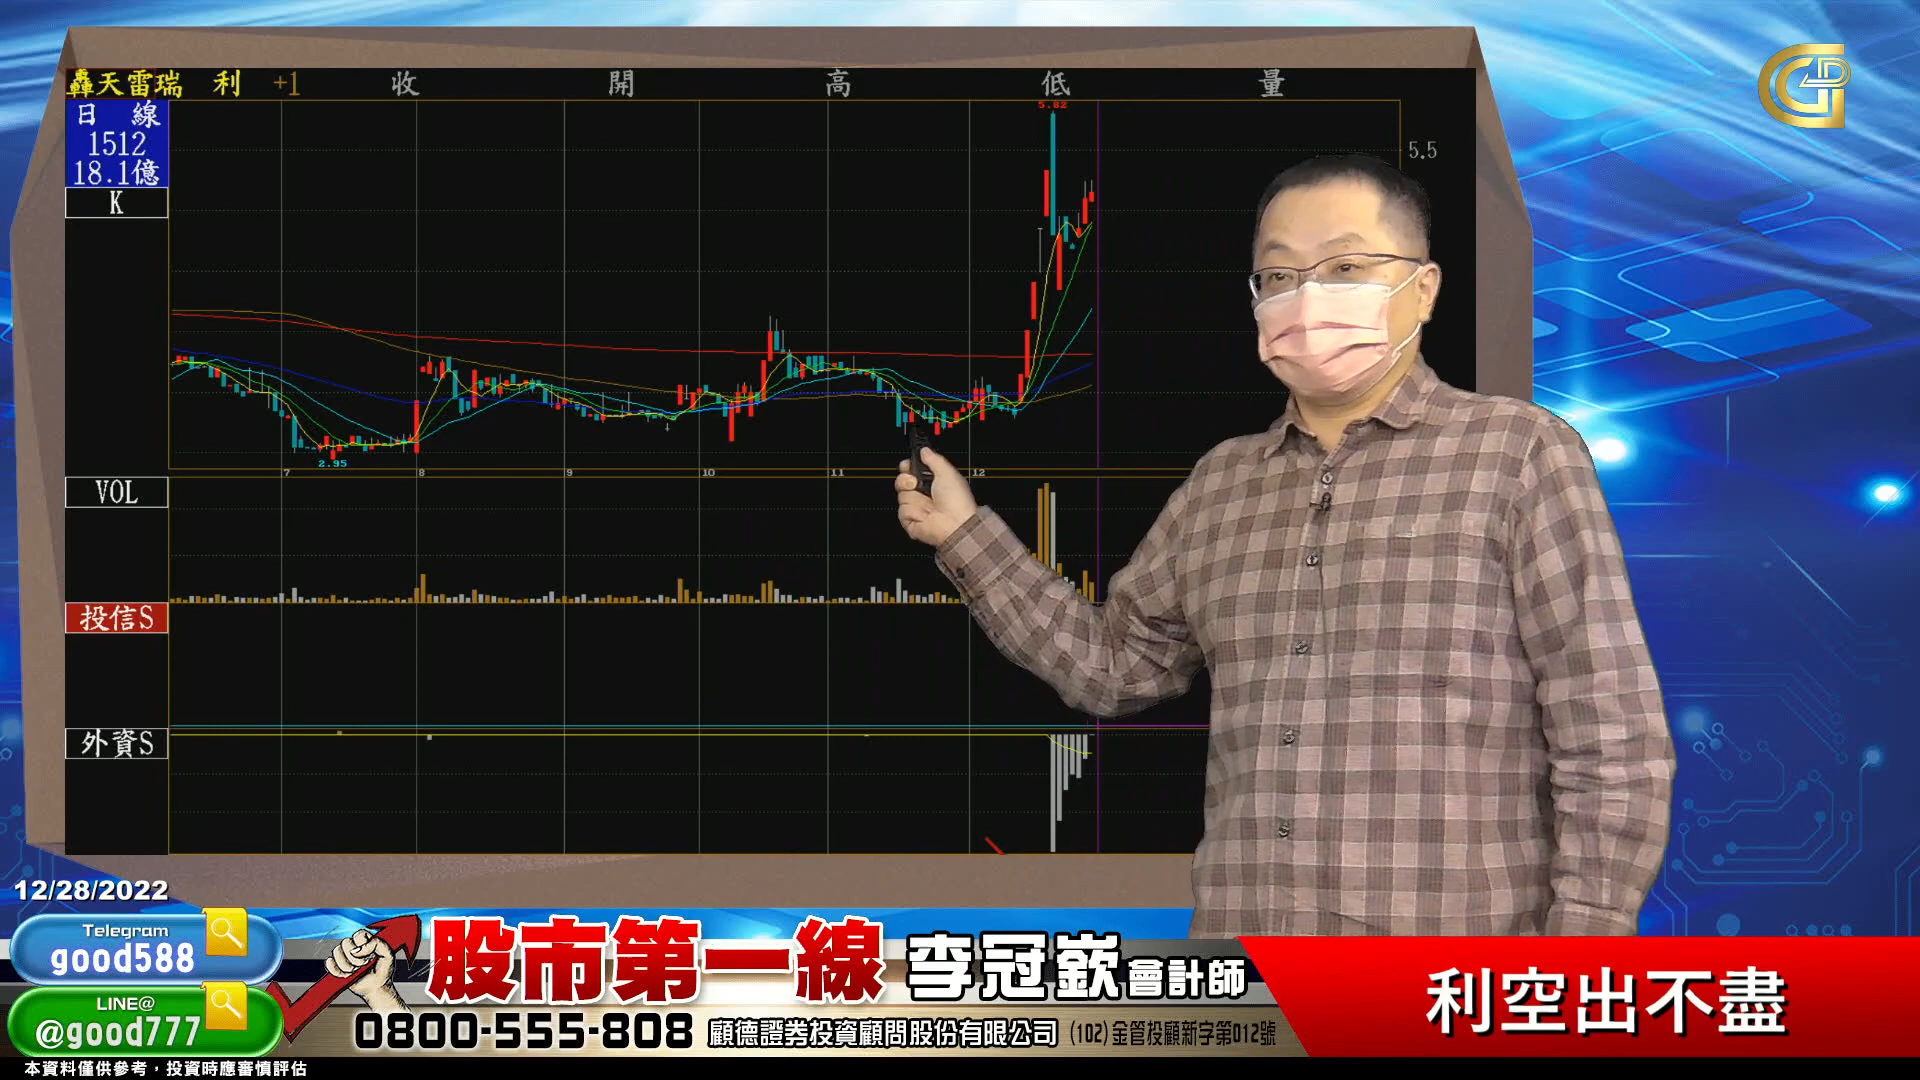 轟天雷瑞 利 +1 收 開 高 低 量
日 線
1512
18.1億
K
5.82
5.5
2.95
7 8 9 10 11 12
VOL
投信S
外資S
12/28/2022
Telegram
good588
LINE@
@good777
股市第一線 李冠嶔 會計師
0800-555-808 顧德證券投資顧問股份有限公司 (102)金管投顧新字第012號
利空出不盡
本資料僅供參考，投資時應審慎評估